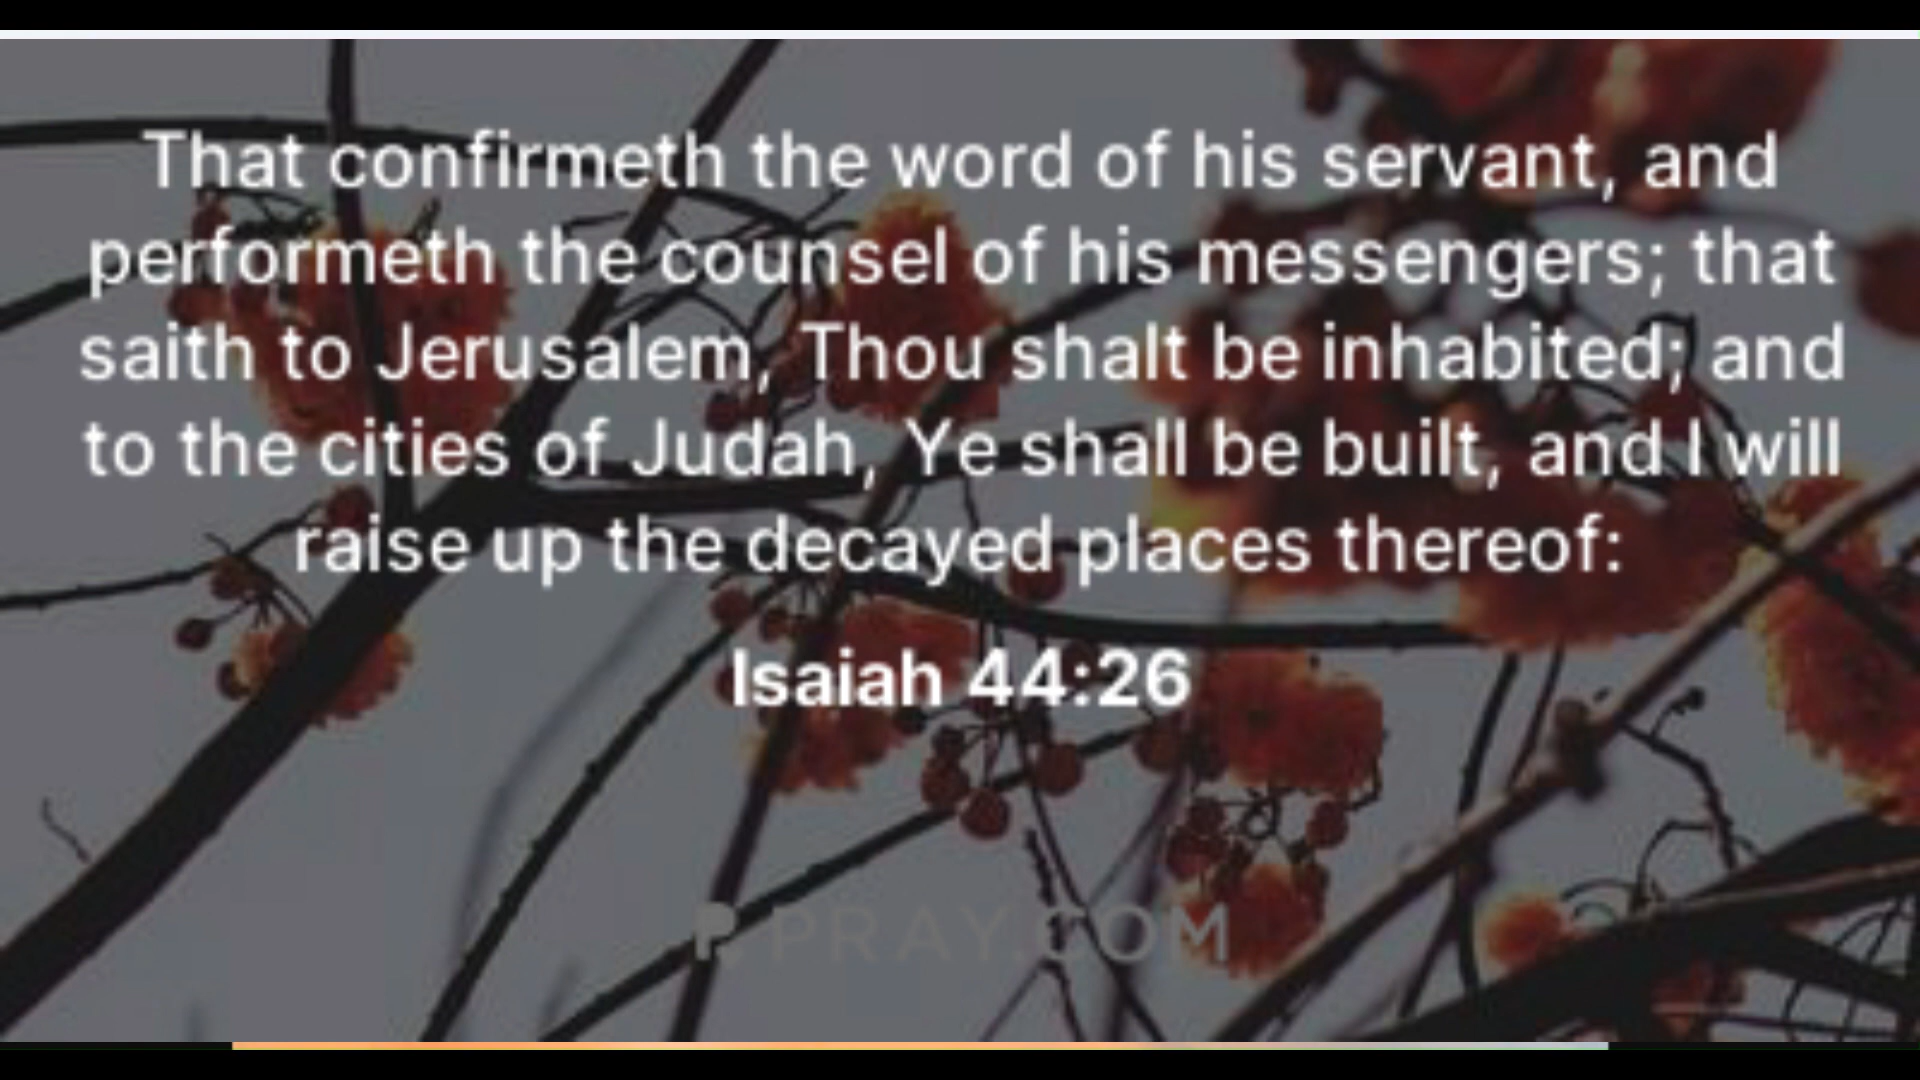 That confirmeth the word of his servant, and
performeth the counsel of his messengers; that
saith to Jerusalem, Thou shalt be inhabited; and
to the cities of Judah, Ye shall be built, and I will
raise up the decayed places thereof:
Isaiah 44:26
PRAY.COM